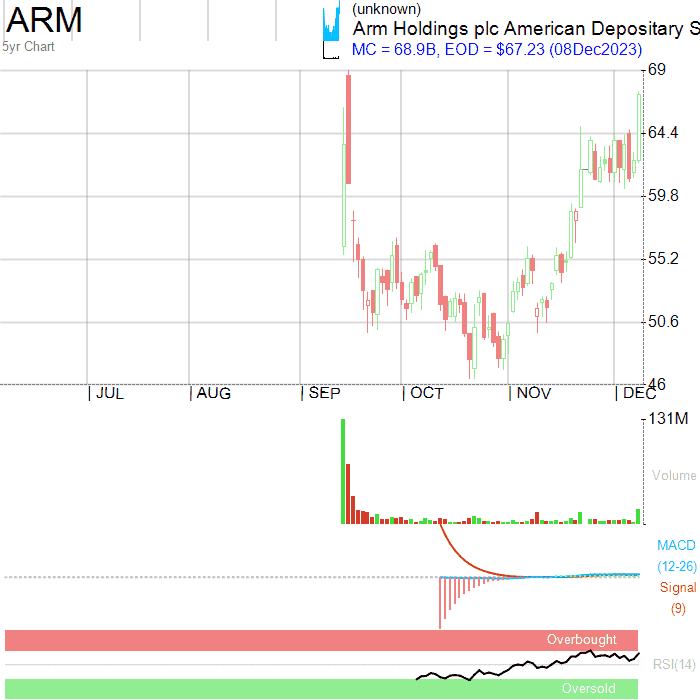 ARM
5yr Chart
(unknown)
Arm Holdings plc American Depositary S
MC = 68.9B, EOD = $67.23 (08Dec2023)
69
64.4
59.8
55.2
50.6
46
JUL AUG SEP OCT NOV DEC
131M
Volume
MACD
(12-26)
Signal
(9)
Overbought
RSI(14)
Oversold